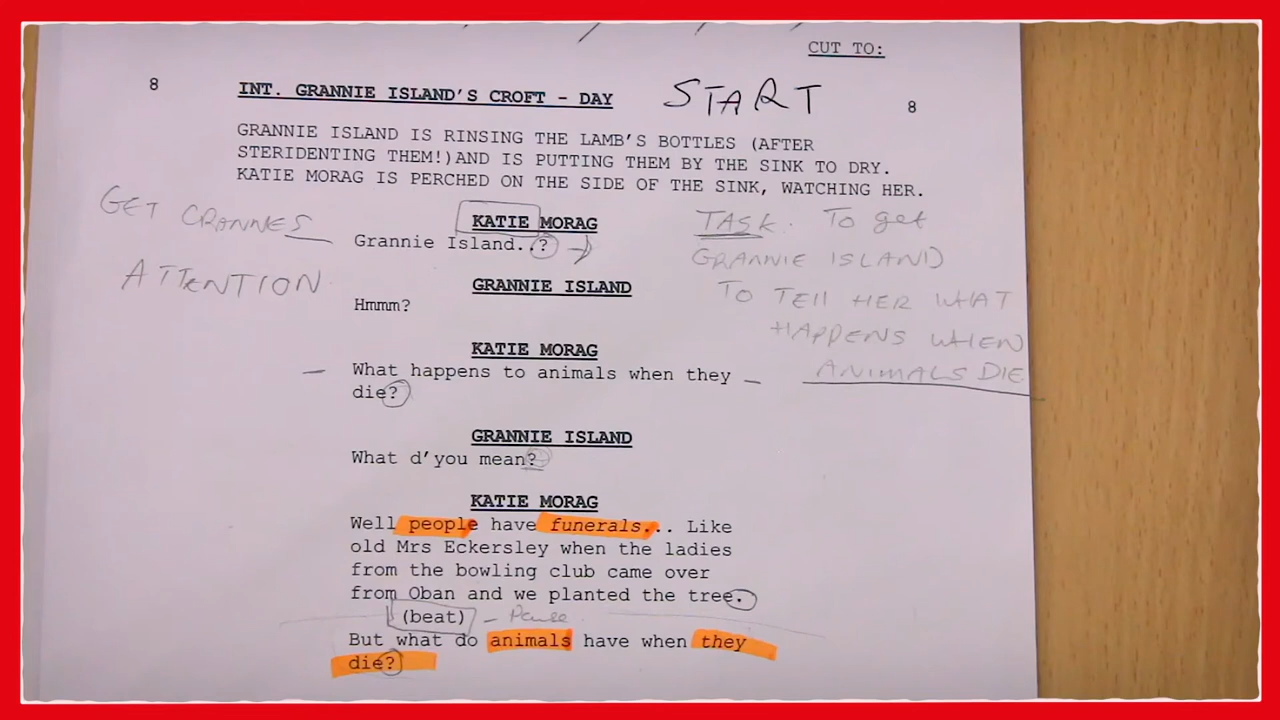 CUT TO:
8 INT. GRANNIE ISLAND'S CROFT - DAY START 8
GRANNIE ISLAND IS RINSING THE LAMB'S BOTTLES (AFTER
STERIDENTING THEM!)AND IS PUTTING THEM BY THE SINK TO DRY.
KATIE MORAG IS PERCHED ON THE SIDE OF THE SINK, WATCHING HER.
GET GRANNES
ATTENTION
KATIE MORAG
Grannie Island..?
TASK. To get
GRANNIE ISLAND
TO TELL HER WHAT
HAPPENS WHEN
ANIMALS DIE
GRANNIE ISLAND
Hmmm?
KATIE MORAG
What happens to animals when they
die?
GRANNIE ISLAND
What d'you mean?
KATIE MORAG
Well people have funerals... Like
old Mrs Eckersley when the ladies
from the bowling club came over
from Oban and we planted the tree.
(beat) - Pause
But what do animals have when they
die?